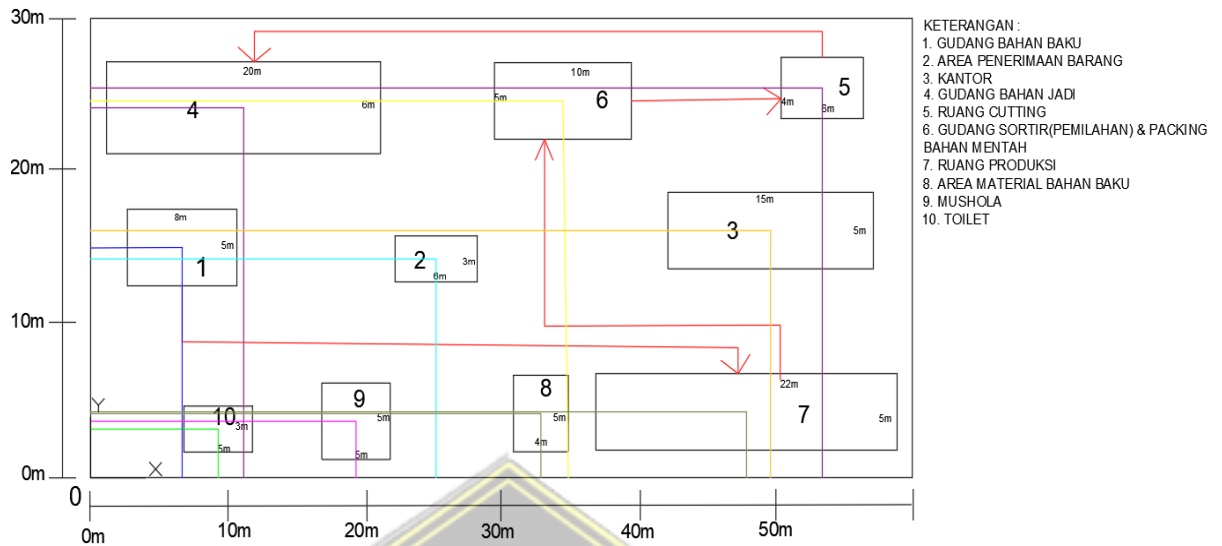 30m
20m
10m
0m
Y
X
0
0m
10m
20m
30m
40m
50m
20m
4
6m
10m
5m
6
4m
6m
5
8m
5m
1
2
3m
6m
15m
3
5m
10
3m
5m
9
5m
5m
8
5m
4m
22m
7
5m
KETERANGAN :
1. GUDANG BAHAN BAKU
2. AREA PENERIMAAN BARANG
3. KANTOR
4. GUDANG BAHAN JADI
5. RUANG CUTTING
6. GUDANG SORTIR(PEMILAHAN) & PACKING
BAHAN MENTAH
7. RUANG PRODUKSI
8. AREA MATERIAL BAHAN BAKU
9. MUSHOLA
10. TOILET